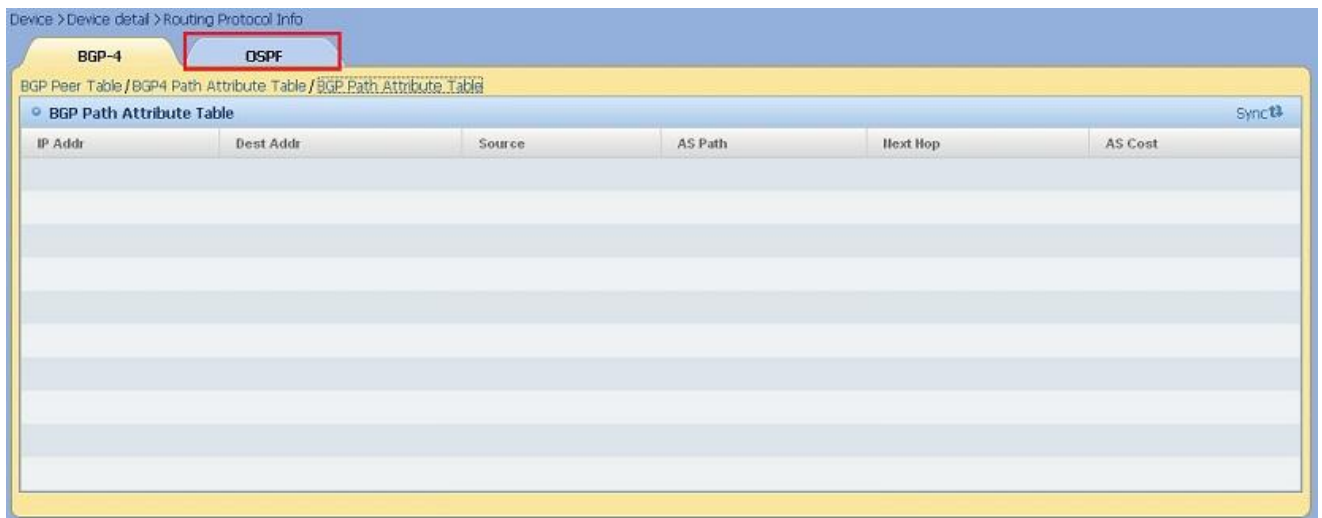 Device >Device detail >Routing Protocol Info
BGP-4 OSPF
BGP Peer Table / BGP4 Path Attribute Table / BGP Path Attribute Table
BGP Path Attribute Table Sync
IP Addr Dest Addr Source AS Path Next Hop AS Cost